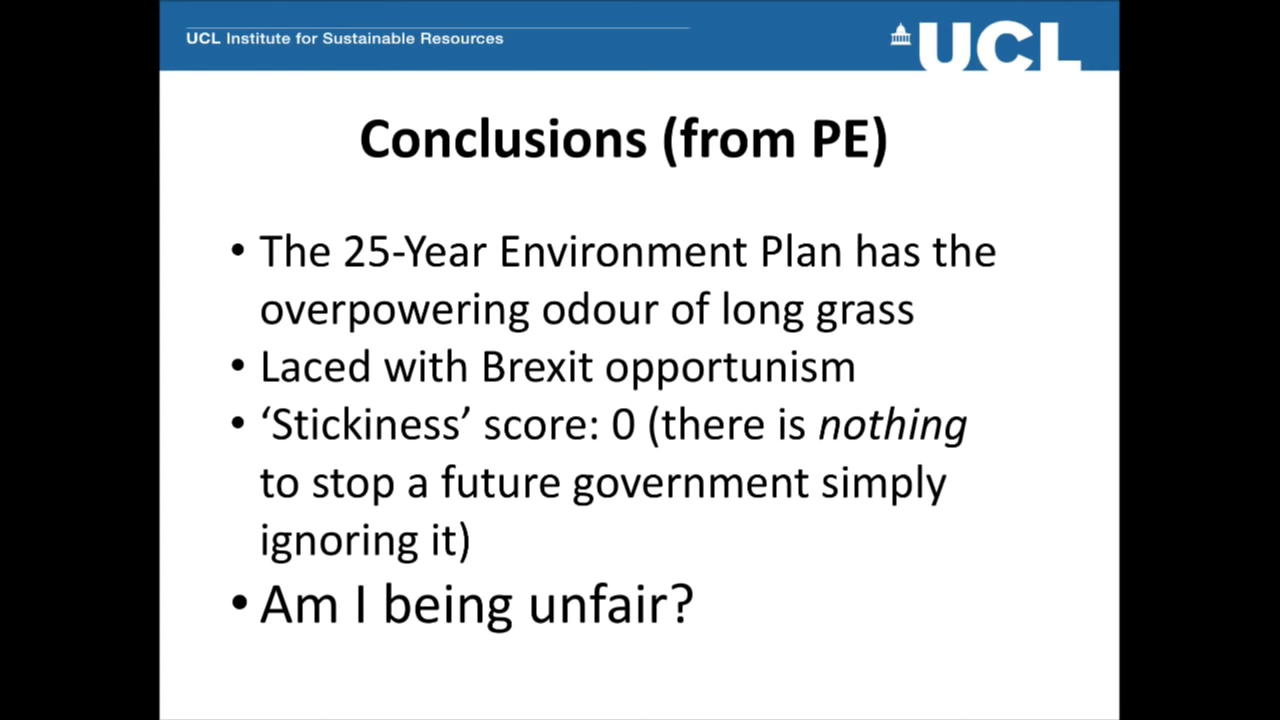 UCL Institute for Sustainable Resources
UCL
Conclusions (from PE)
• The 25-Year Environment Plan has the
overpowering odour of long grass
• Laced with Brexit opportunism
• ‘Stickiness’ score: 0 (there is nothing
to stop a future government simply
ignoring it)
• Am I being unfair?